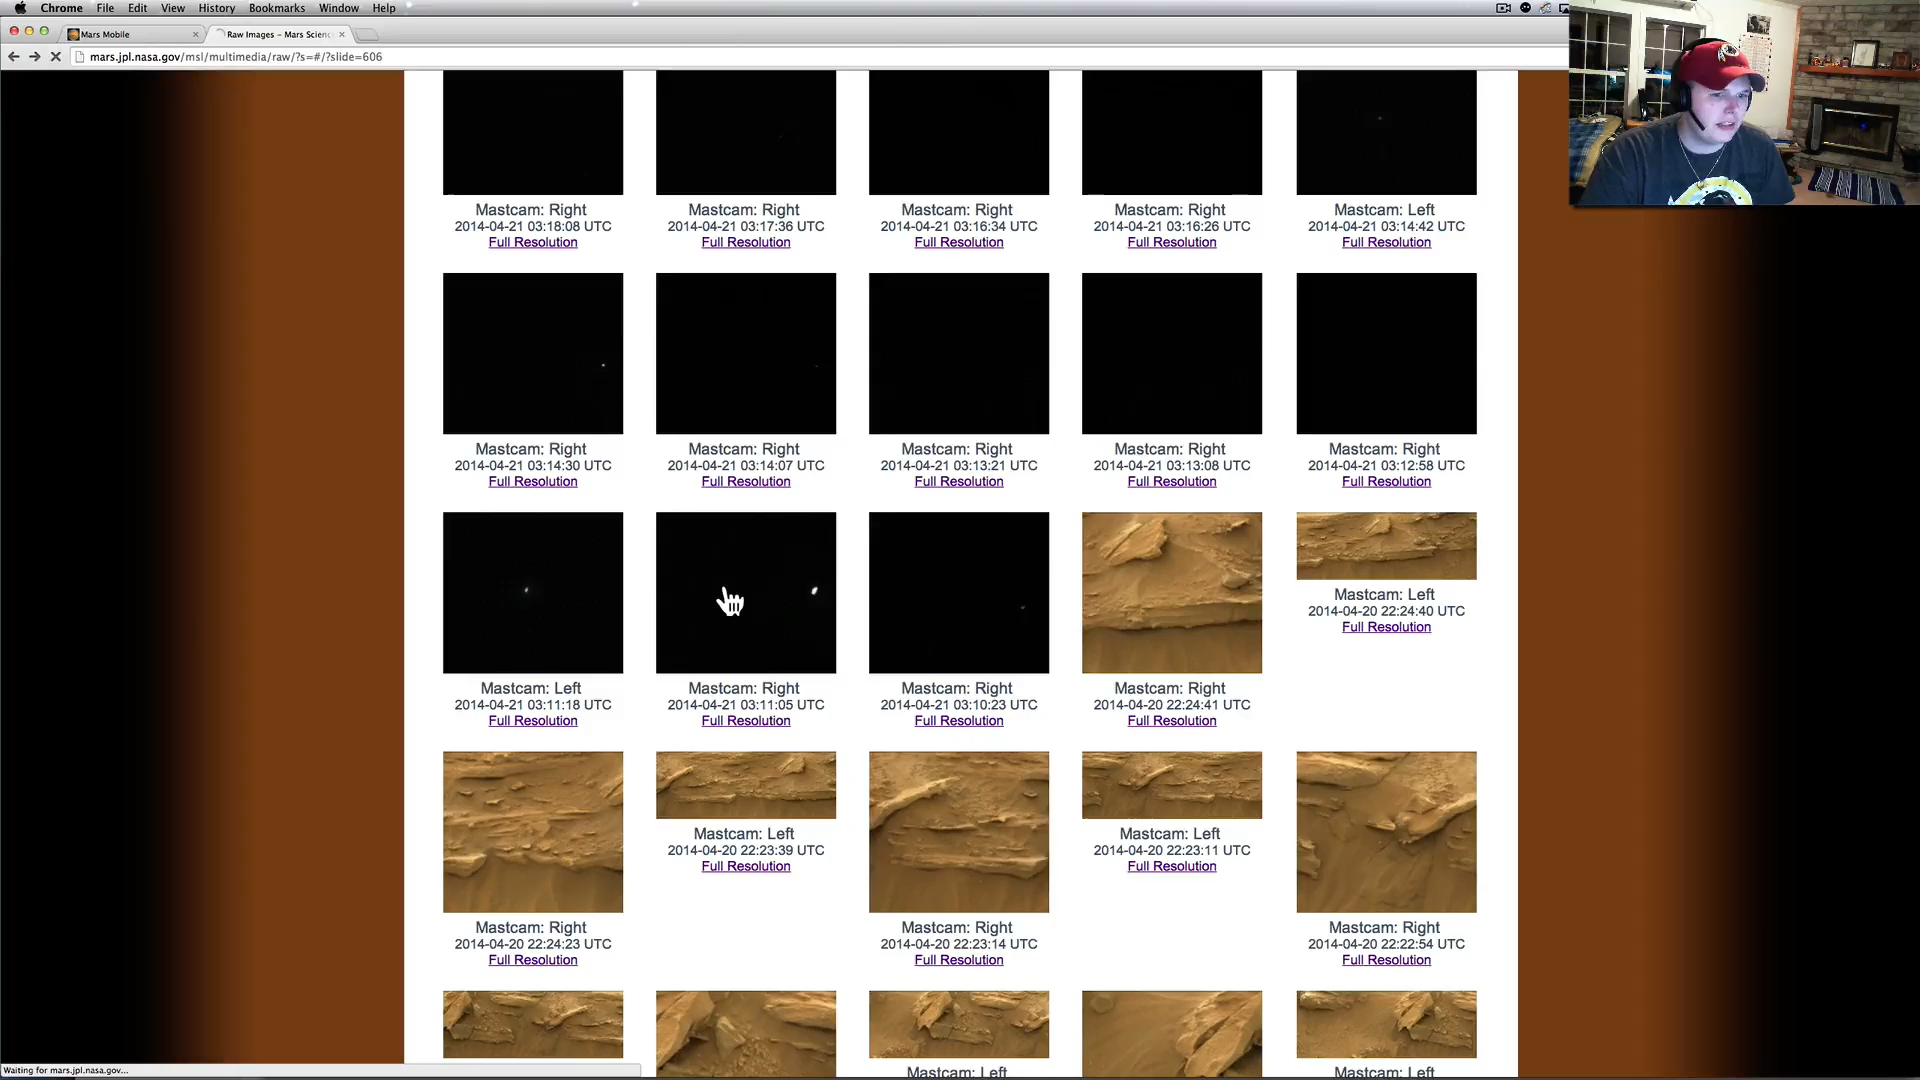 Chrome File Edit View History Bookmarks Window Help
Mars Mobile
Raw Images – Mars Scienc
mars.jpl.nasa.gov/msl/multimedia/raw/?s=#/?slide=606
Mastcam: Right Mastcam: Right Mastcam: Right Mastcam: Right Mastcam: Left
2014-04-21 03:18:08 UTC 2014-04-21 03:17:36 UTC 2014-04-21 03:16:34 UTC 2014-04-21 03:16:26 UTC 2014-04-21 03:14:42 UTC
Full Resolution Full Resolution Full Resolution Full Resolution Full Resolution
Mastcam: Right Mastcam: Right Mastcam: Right Mastcam: Right Mastcam: Right
2014-04-21 03:14:30 UTC 2014-04-21 03:14:07 UTC 2014-04-21 03:13:21 UTC 2014-04-21 03:13:08 UTC 2014-04-21 03:12:58 UTC
Full Resolution Full Resolution Full Resolution Full Resolution Full Resolution
Mastcam: Left
2014-04-20 22:24:40 UTC
Full Resolution
Mastcam: Left Mastcam: Right Mastcam: Right Mastcam: Right
2014-04-21 03:11:18 UTC 2014-04-21 03:11:05 UTC 2014-04-21 03:10:23 UTC 2014-04-20 22:24:41 UTC
Full Resolution Full Resolution Full Resolution Full Resolution
Mastcam: Left Mastcam: Left
2014-04-20 22:23:39 UTC 2014-04-20 22:23:11 UTC
Full Resolution Full Resolution
Mastcam: Right Mastcam: Right Mastcam: Right
2014-04-20 22:24:23 UTC 2014-04-20 22:23:14 UTC 2014-04-20 22:22:54 UTC
Full Resolution Full Resolution Full Resolution
Mastcam: Left Mastcam: Left
Waiting for mars.jpl.nasa.gov...